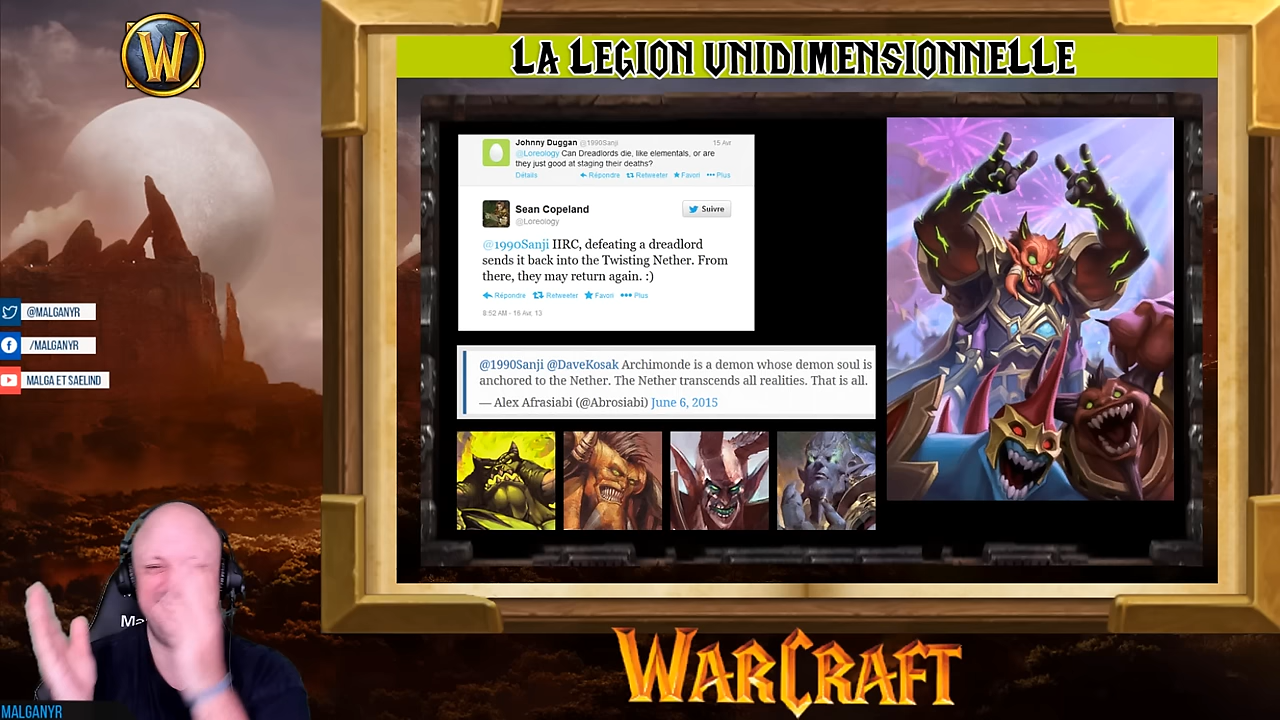 W
LA LEGION UNIDIMENSIONNELLE
Johnny Duggan @1990Sanji 15 Avr
@Loreology Can Dreadlords die, like elementals, or are
they just good at staging their deaths?
Détails Répondre Retweeter Favori ••• Plus
Sean Copeland Suivre
@Loreology
@1990Sanji IIRC, defeating a dreadlord
sends it back into the Twisting Nether. From
there, they may return again. :)
Répondre Retweeter Favori ••• Plus
8:52 AM - 16 Avr. 13
@1990Sanji @DaveKosak Archimonde is a demon whose demon soul is
anchored to the Nether. The Nether transcends all realities. That is all.
— Alex Afrasiabi (@Abrosiabi) June 6, 2015
@MALGANYR
/MALGANYR
MALGA ET SAELIND
Ma
MALGANYR
WARCRAFT